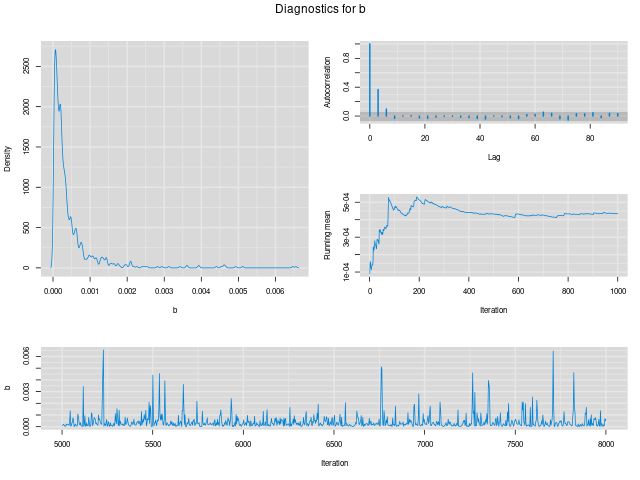 Diagnostics for b
Density
0 500 1000 1500 2000 2500
0.000 0.001 0.002 0.003 0.004 0.005 0.006
b
Autocorrelation
0.0 0.4 0.8
0 20 40 60 80
Lag
Running mean
1e-04 3e-04 5e-04
0 200 400 600 800 1000
Iteration
b
0.000 0.003 0.006
5000 5500 6000 6500 7000 7500 8000
Iteration